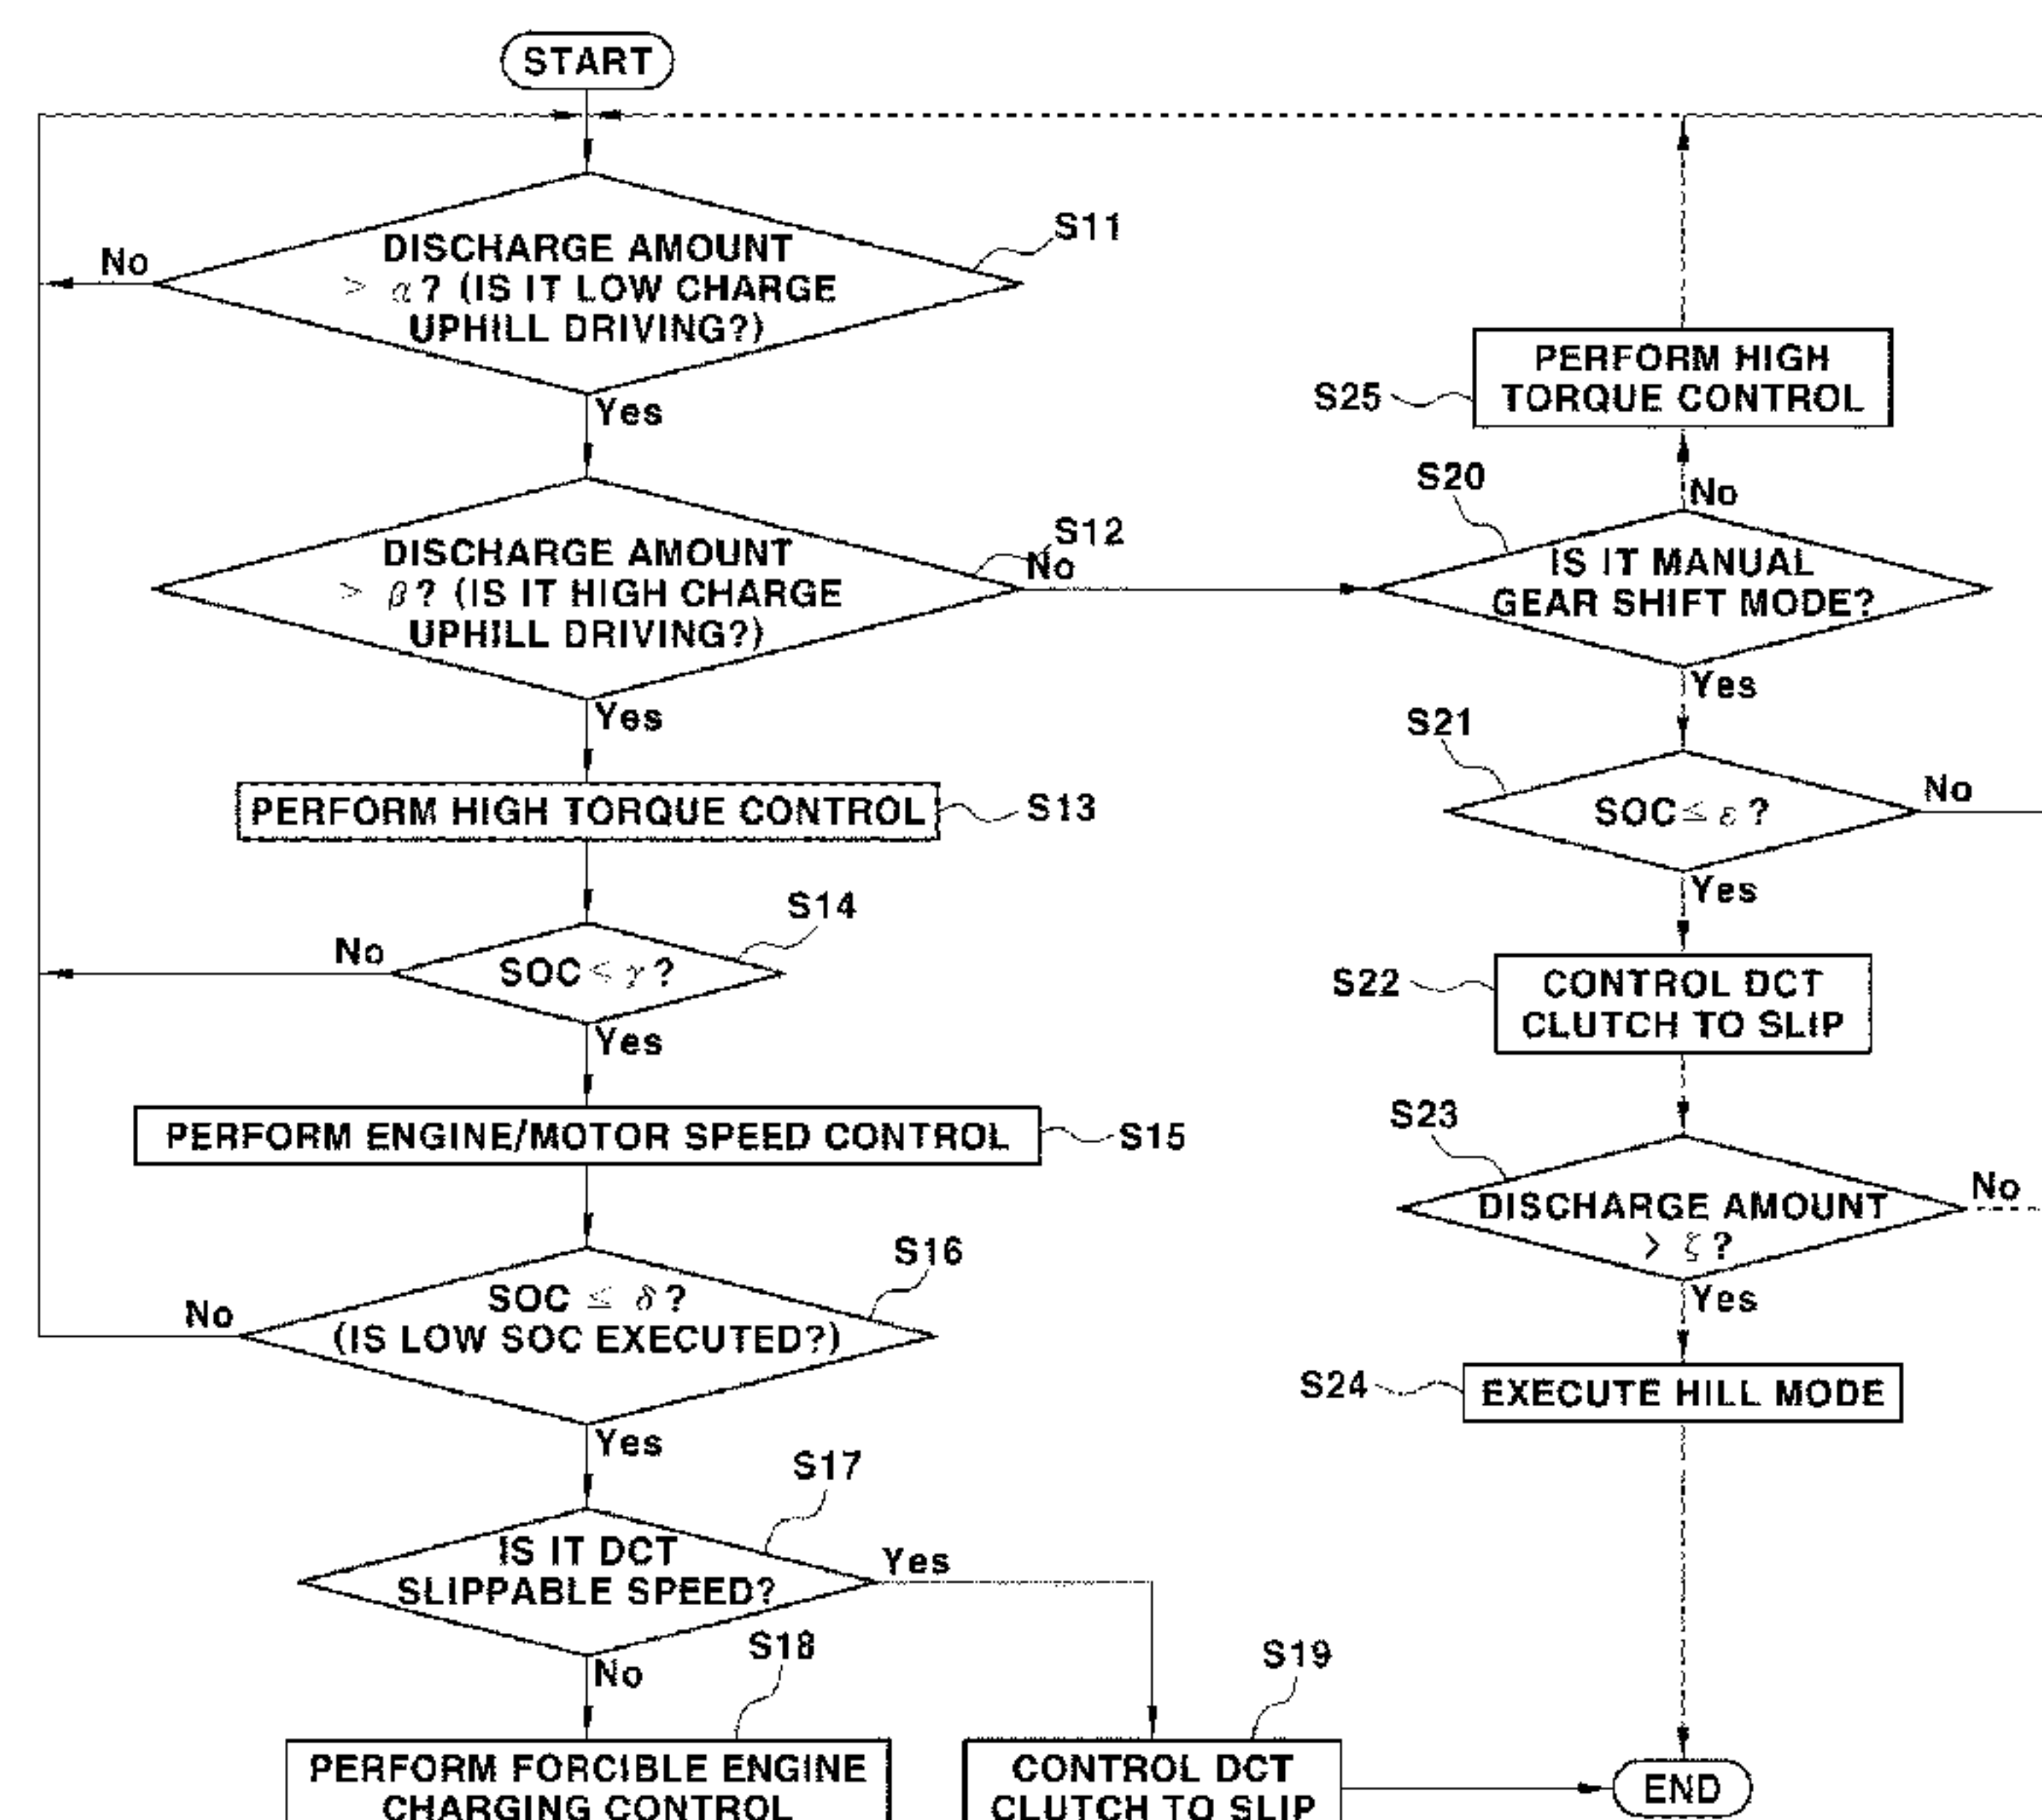 START
DISCHARGE AMOUNT
> α? (IS IT LOW CHARGE
UPHILL DRIVING?)
S11
No
Yes
DISCHARGE AMOUNT
> β? (IS IT HIGH CHARGE
UPHILL DRIVING?)
S12
No
Yes
PERFORM HIGH TORQUE CONTROL
S13
SOC ≤ γ?
S14
No
Yes
PERFORM ENGINE/MOTOR SPEED CONTROL
S15
SOC ≤ δ?
(IS LOW SOC EXECUTED?)
S16
No
Yes
IS IT DCT
SLIPPABLE SPEED?
S17
Yes
No
S18
PERFORM FORCIBLE ENGINE
CHARGING CONTROL
S19
CONTROL DCT
CLUTCH TO SLIP
PERFORM HIGH
TORQUE CONTROL
S25
S20
No
IS IT MANUAL
GEAR SHIFT MODE?
Yes
S21
SOC ≤ ε?
No
Yes
S22
CONTROL DCT
CLUTCH TO SLIP
S23
DISCHARGE AMOUNT
> ζ?
No
Yes
S24
EXECUTE HILL MODE
END